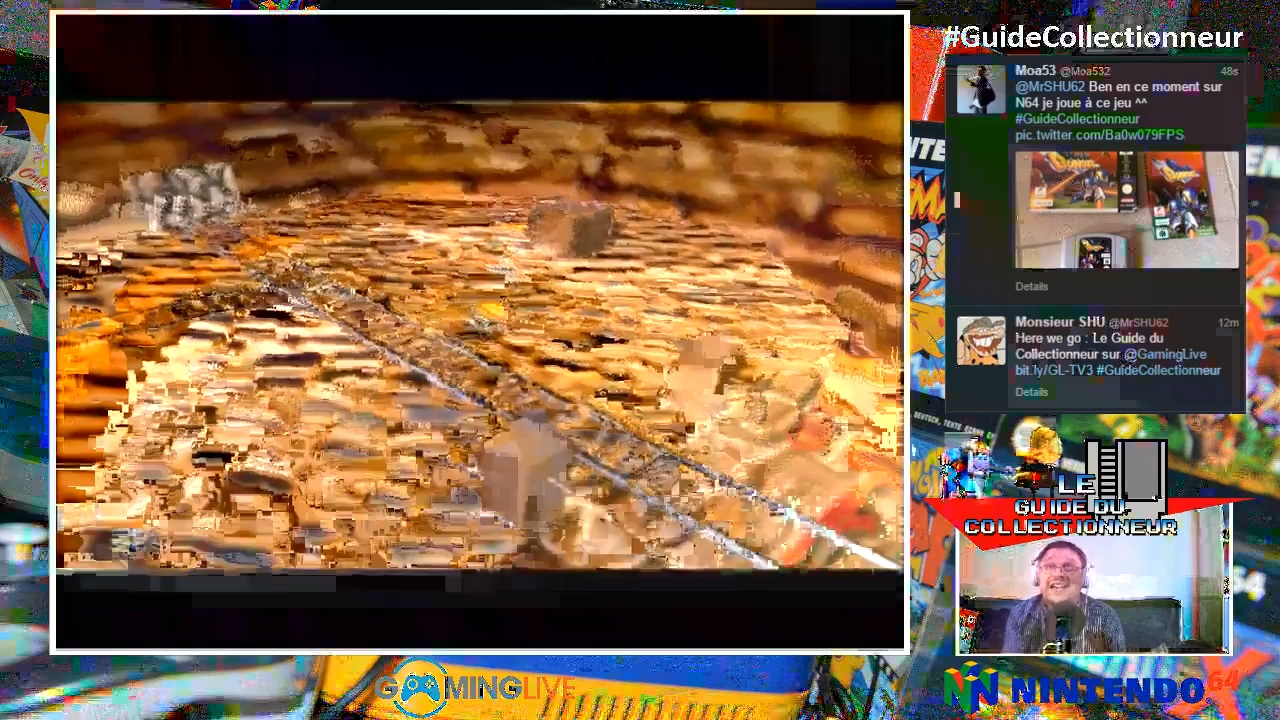 #GuideCollectionneur
Moa53 @Moa532 48s
@MrSHU62 Ben en ce moment sur
N64 je joue à ce jeu ^^
#GuideCollectionneur
pic.twitter.com/Ba0w079FPS
Details
Monsieur SHU @MrSHU62 12m
Here we go : Le Guide du
Collectionneur sur @GamingLive
bit.ly/GL-TV3 #GuideCollectionneur
Details
LE
GUIDE DU
COLLECTIONNEUR
GAMINGLIVE
NINTENDO 64